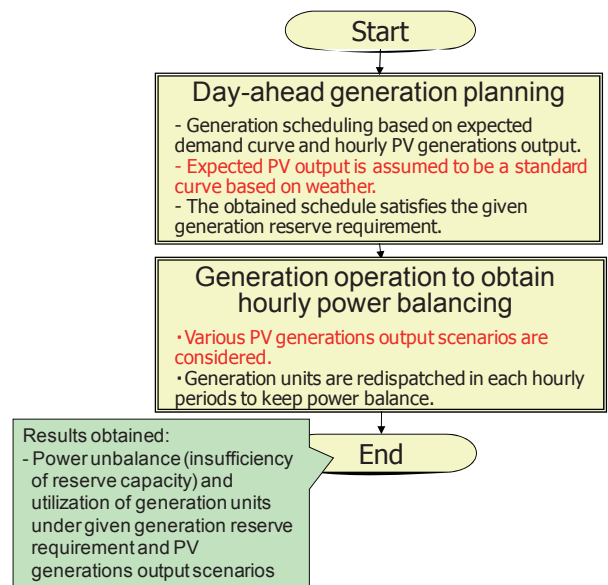 Start
Day-ahead generation planning
- Generation scheduling based on expected
demand curve and hourly PV generations output.
- Expected PV output is assumed to be a standard
curve based on weather.
- The obtained schedule satisfies the given
generation reserve requirement.
Generation operation to obtain
hourly power balancing
・Various PV generations output scenarios are
considered.
・Generation units are redispatched in each hourly
periods to keep power balance.
End
Results obtained:
- Power unbalance (insufficiency
of reserve capacity) and
utilization of generation units
under given generation reserve
requirement and PV
generations output scenarios